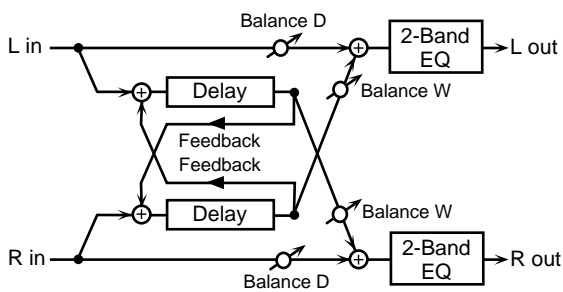 Balance D
L in
2-Band
EQ
L out
Delay
Balance W
Feedback
Feedback
Delay
Balance W
R in
Balance D
2-Band
EQ
R out